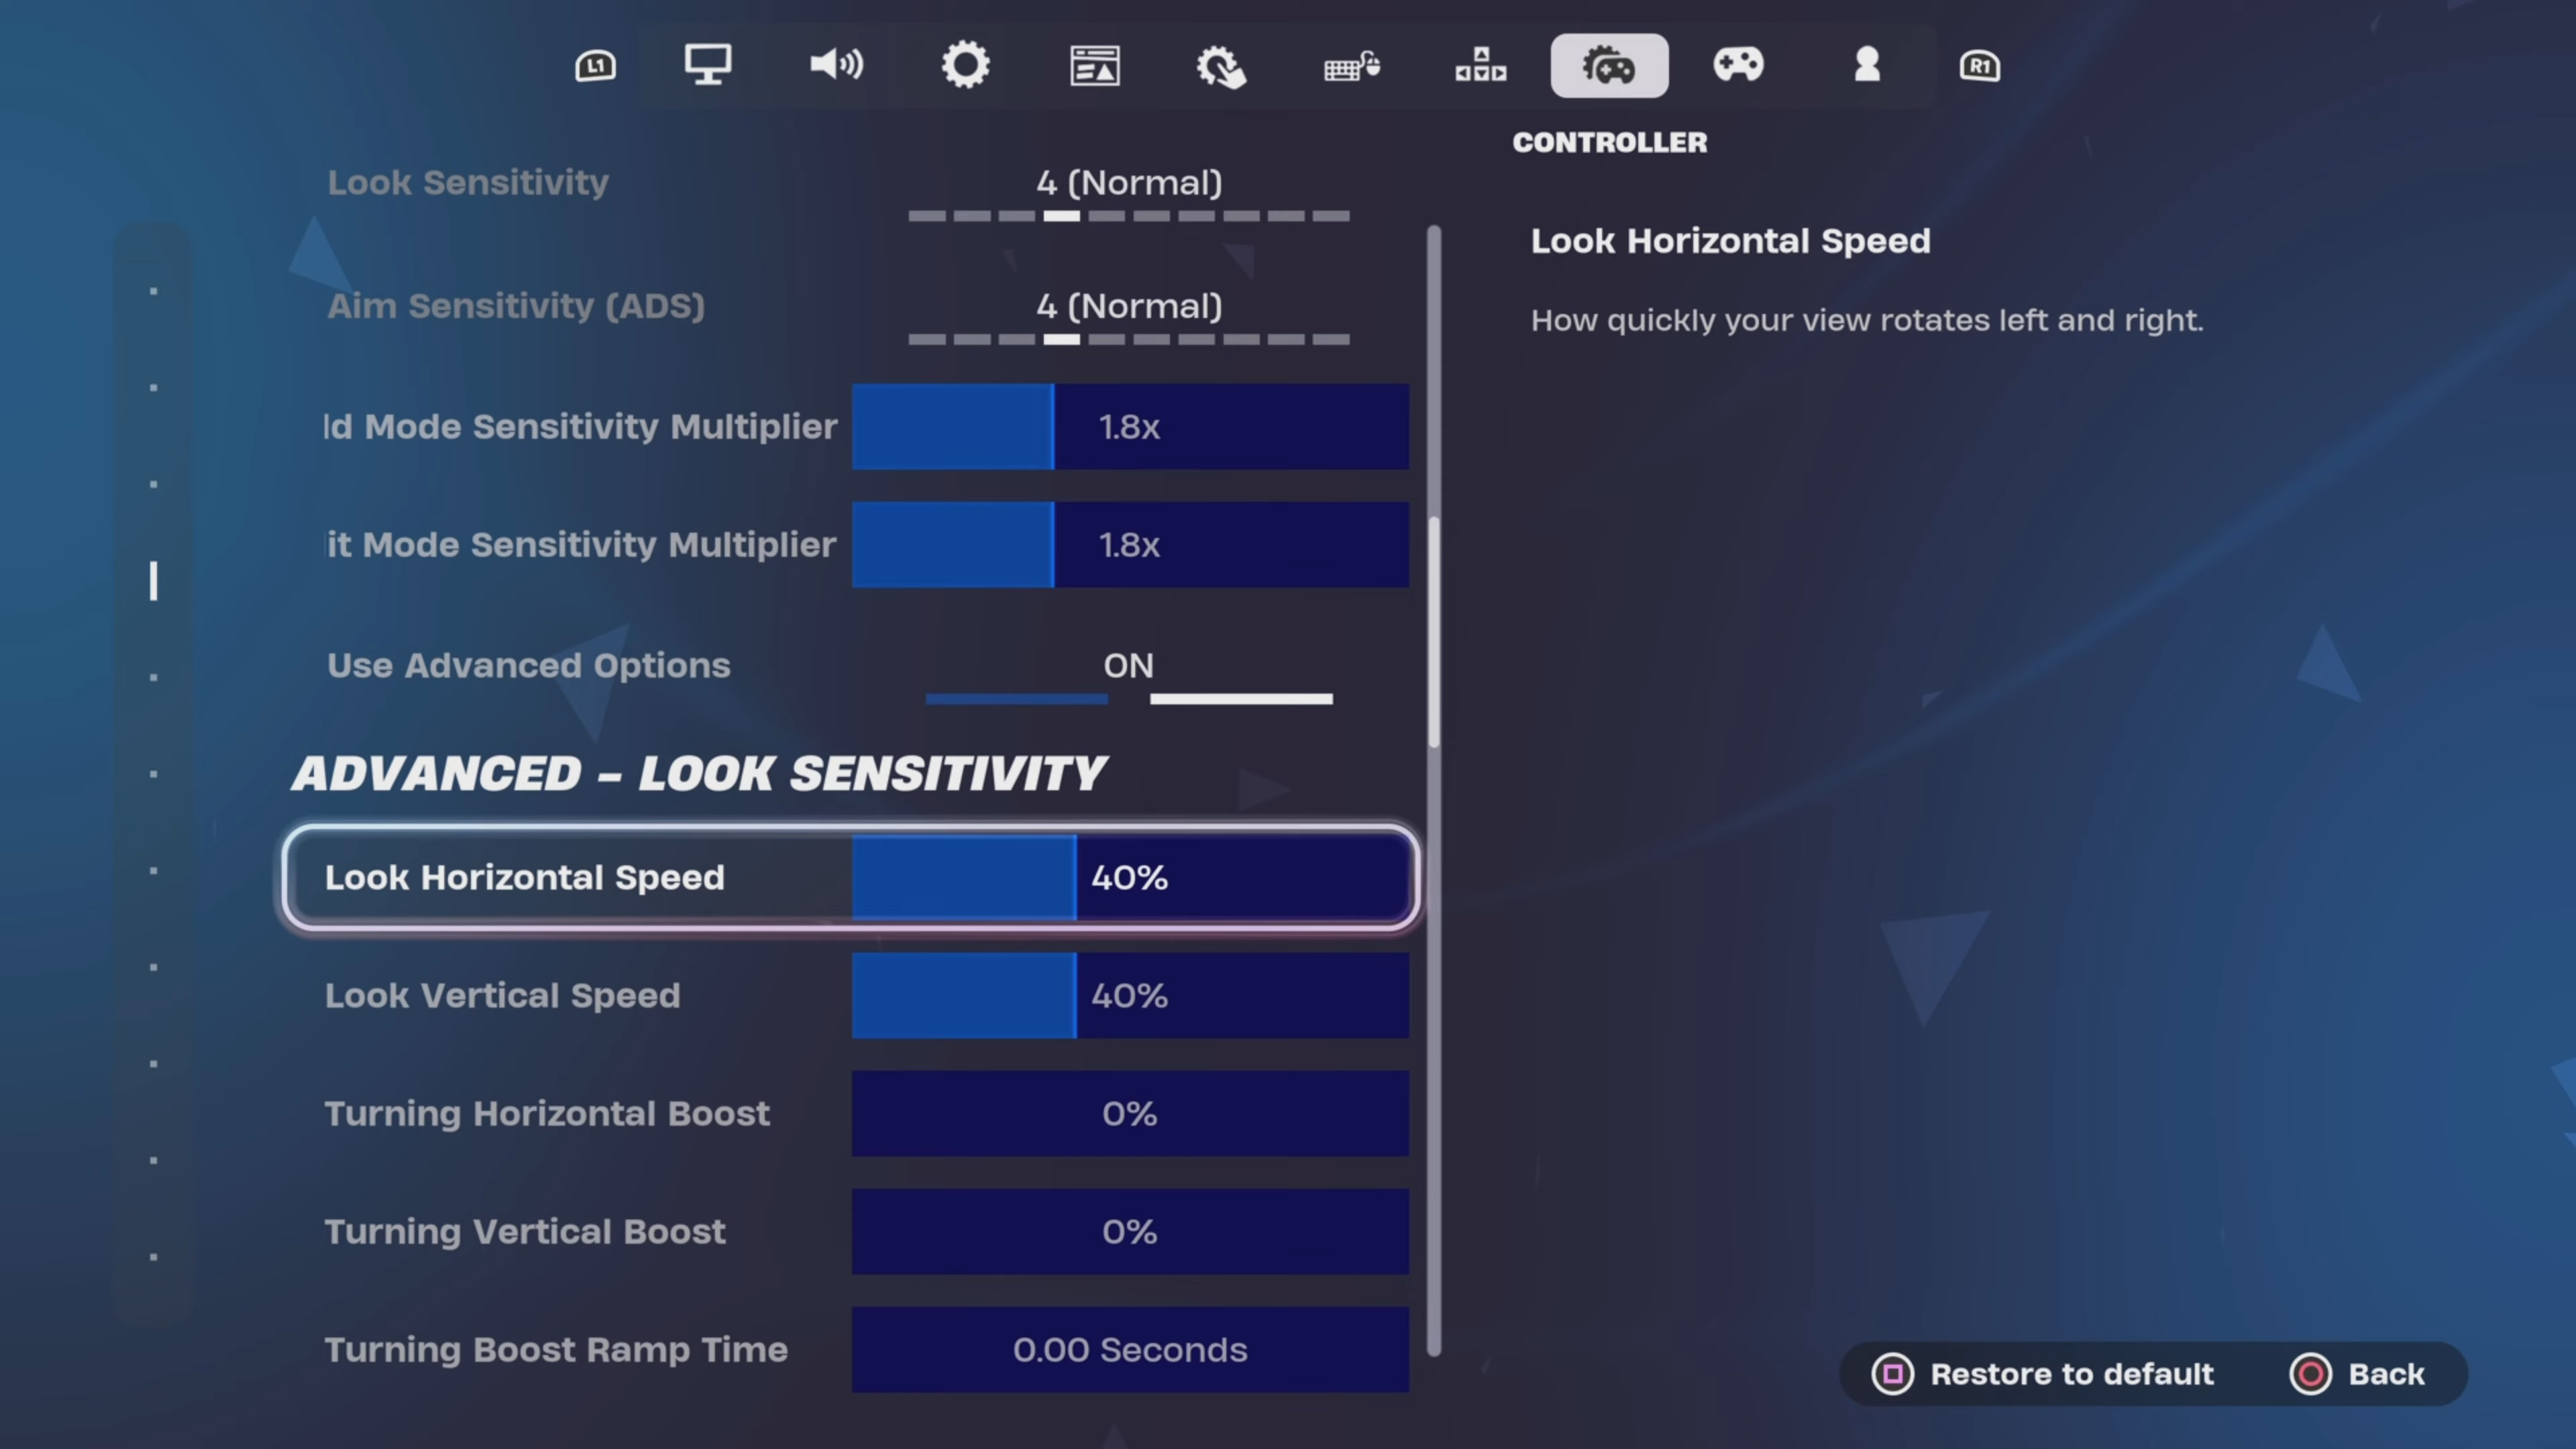 L1
R1
CONTROLLER
Look Sensitivity
4 (Normal)
Aim Sensitivity (ADS)
4 (Normal)
ld Mode Sensitivity Multiplier
1.8x
it Mode Sensitivity Multiplier
1.8x
Use Advanced Options
ON
ADVANCED - LOOK SENSITIVITY
Look Horizontal Speed
40%
Look Vertical Speed
40%
Turning Horizontal Boost
0%
Turning Vertical Boost
0%
Turning Boost Ramp Time
0.00 Seconds
Look Horizontal Speed
How quickly your view rotates left and right.
Restore to default
Back